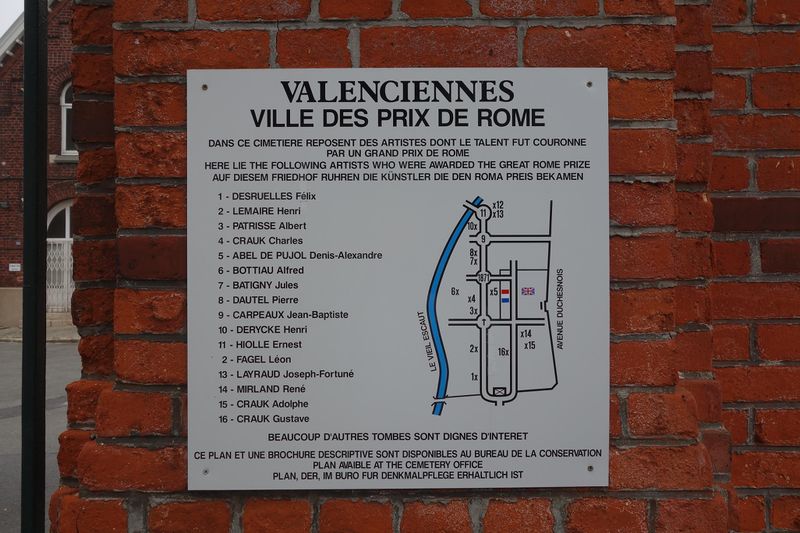 VALENCIENNES
VILLE DES PRIX DE ROME
DANS CE CIMETIERE REPOSENT DES ARTISTES DONT LE TALENT FUT COURONNE
PAR UN GRAND PRIX DE ROME
HERE LIE THE FOLLOWING ARTISTS WHO WERE AWARDED THE GREAT ROME PRIZE
AUF DIESEM FRIEDHOF RUHREN DIE KÜNSTLER DIE DEN ROMA PREIS BEKAMEN
1 - DESRUELLES Félix
2 - LEMAIRE Henri
3 - PATRISSE Albert
4 - CRAUK Charles
5 - ABEL DE PUJOL Denis-Alexandre
6 - BOTTIAU Alfred
7 - BATIGNY Jules
8 - DAUTEL Pierre
9 - CARPEAUX Jean-Baptiste
10 - DERYCKE Henri
11 - HIOLLE Ernest
2 - FAGEL Léon
13 - LAYRAUD Joseph-Fortuné
14 - MIRLAND René
15 - CRAUK Adolphe
16 - CRAUK Gustave
x12
11
x13
10x
9
8x
7x
1871
6x
x5
x4
3x
x14
2x
16x
x15
1x
LE VIEIL ESCAUT
AVENUE DUCHESNOIS
BEAUCOUP D'AUTRES TOMBES SONT DIGNES D'INTERET
CE PLAN ET UNE BROCHURE DESCRIPTIVE SONT DISPONIBLES AU BUREAU DE LA CONSERVATION
PLAN AVAIBLE AT THE CEMETERY OFFICE
PLAN, DER, IM BURO FUR DENKMALPFLEGE ERHALTLICH IST